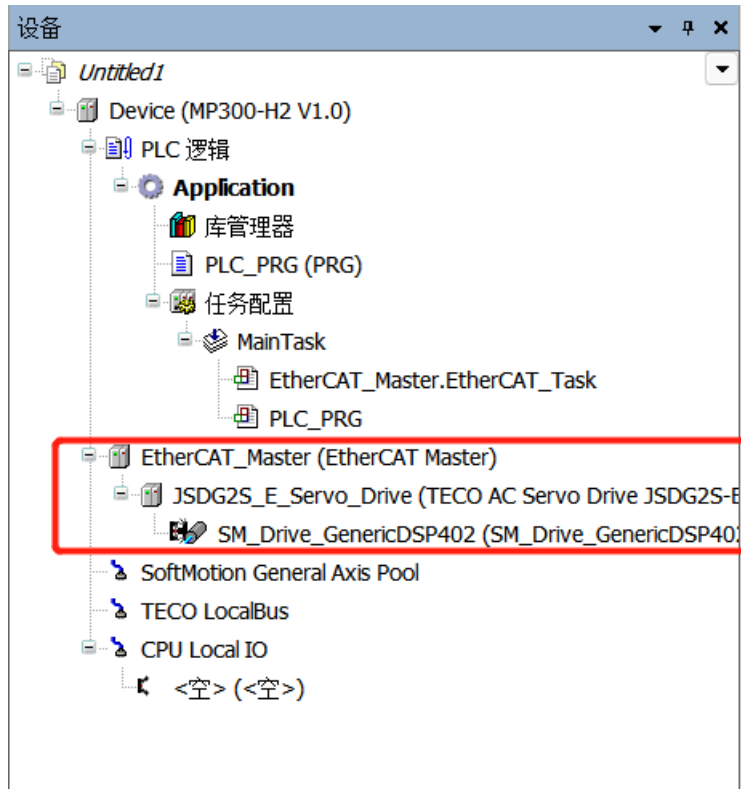 设备
Untitled1
Device (MP300-H2 V1.0)
PLC 逻辑
Application
库管理器
PLC_PRG (PRG)
任务配置
MainTask
EtherCAT_Master.EtherCAT_Task
PLC_PRG
EtherCAT_Master (EtherCAT Master)
JSDG2S_E_Servo_Drive (TECO AC Servo Drive JSDG2S-E
SM_Drive_GenericDSP402 (SM_Drive_GenericDSP402
SoftMotion General Axis Pool
TECO LocalBus
CPU Local IO
<空> (<空>)